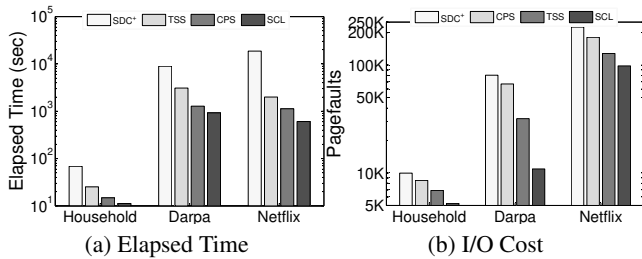 SDC+ TSS CPS SCL
Elapsed Time (sec)
10^5
10^4
10^3
10^2
10^1
Household Darpa Netflix
(a) Elapsed Time
SDC+ CPS TSS SCL
Pagefaults
250K
100K
50K
10K
5K
Household Darpa Netflix
(b) I/O Cost